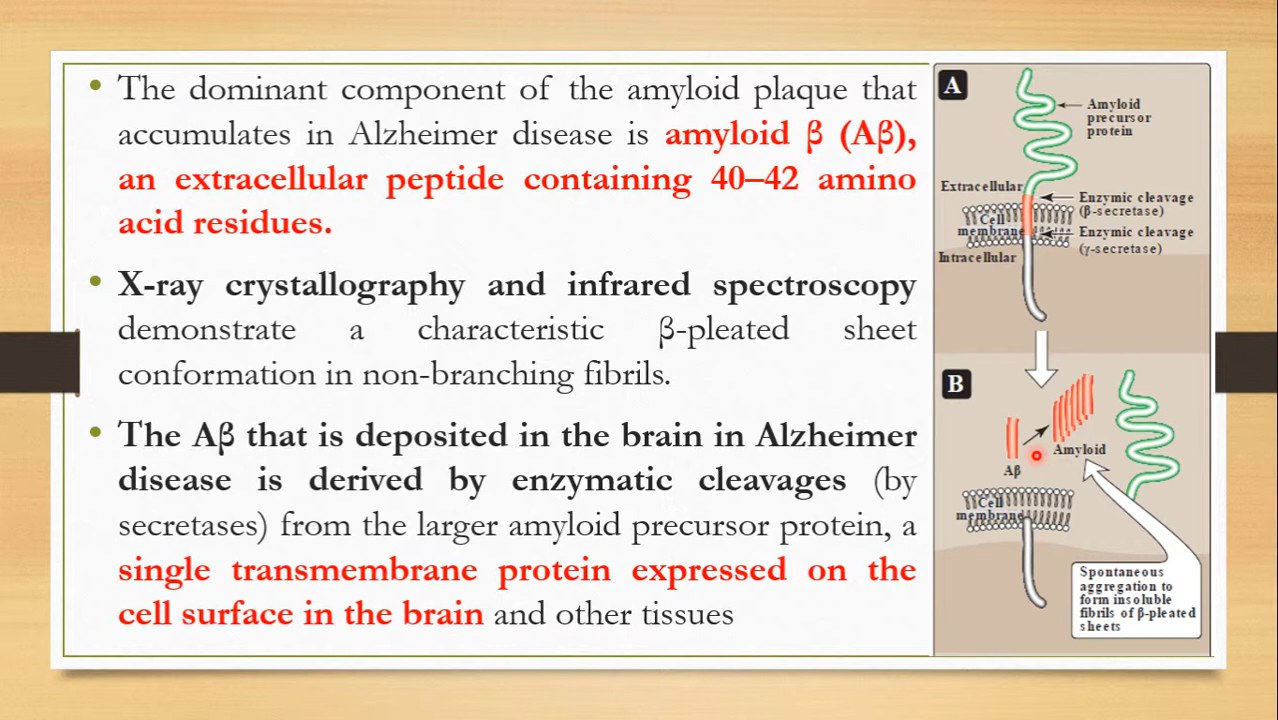 • The dominant component of the amyloid plaque that
accumulates in Alzheimer disease is amyloid β (Aβ),
an extracellular peptide containing 40–42 amino
acid residues.
• X-ray crystallography and infrared spectroscopy
demonstrate a characteristic β-pleated sheet
conformation in non-branching fibrils.
• The Aβ that is deposited in the brain in Alzheimer
disease is derived by enzymatic cleavages (by
secretases) from the larger amyloid precursor protein, a
single transmembrane protein expressed on the
cell surface in the brain and other tissues
A
Amyloid
precursor
protein
Extracellular
Enzymic cleavage
(β-secretase)
Cell
membrane
Enzymic cleavage
(γ-secretase)
Intracellular
B
Amyloid
Aβ
Cell
membrane
Spontaneous
aggregation to
form insoluble
fibrils of β-pleated
sheets